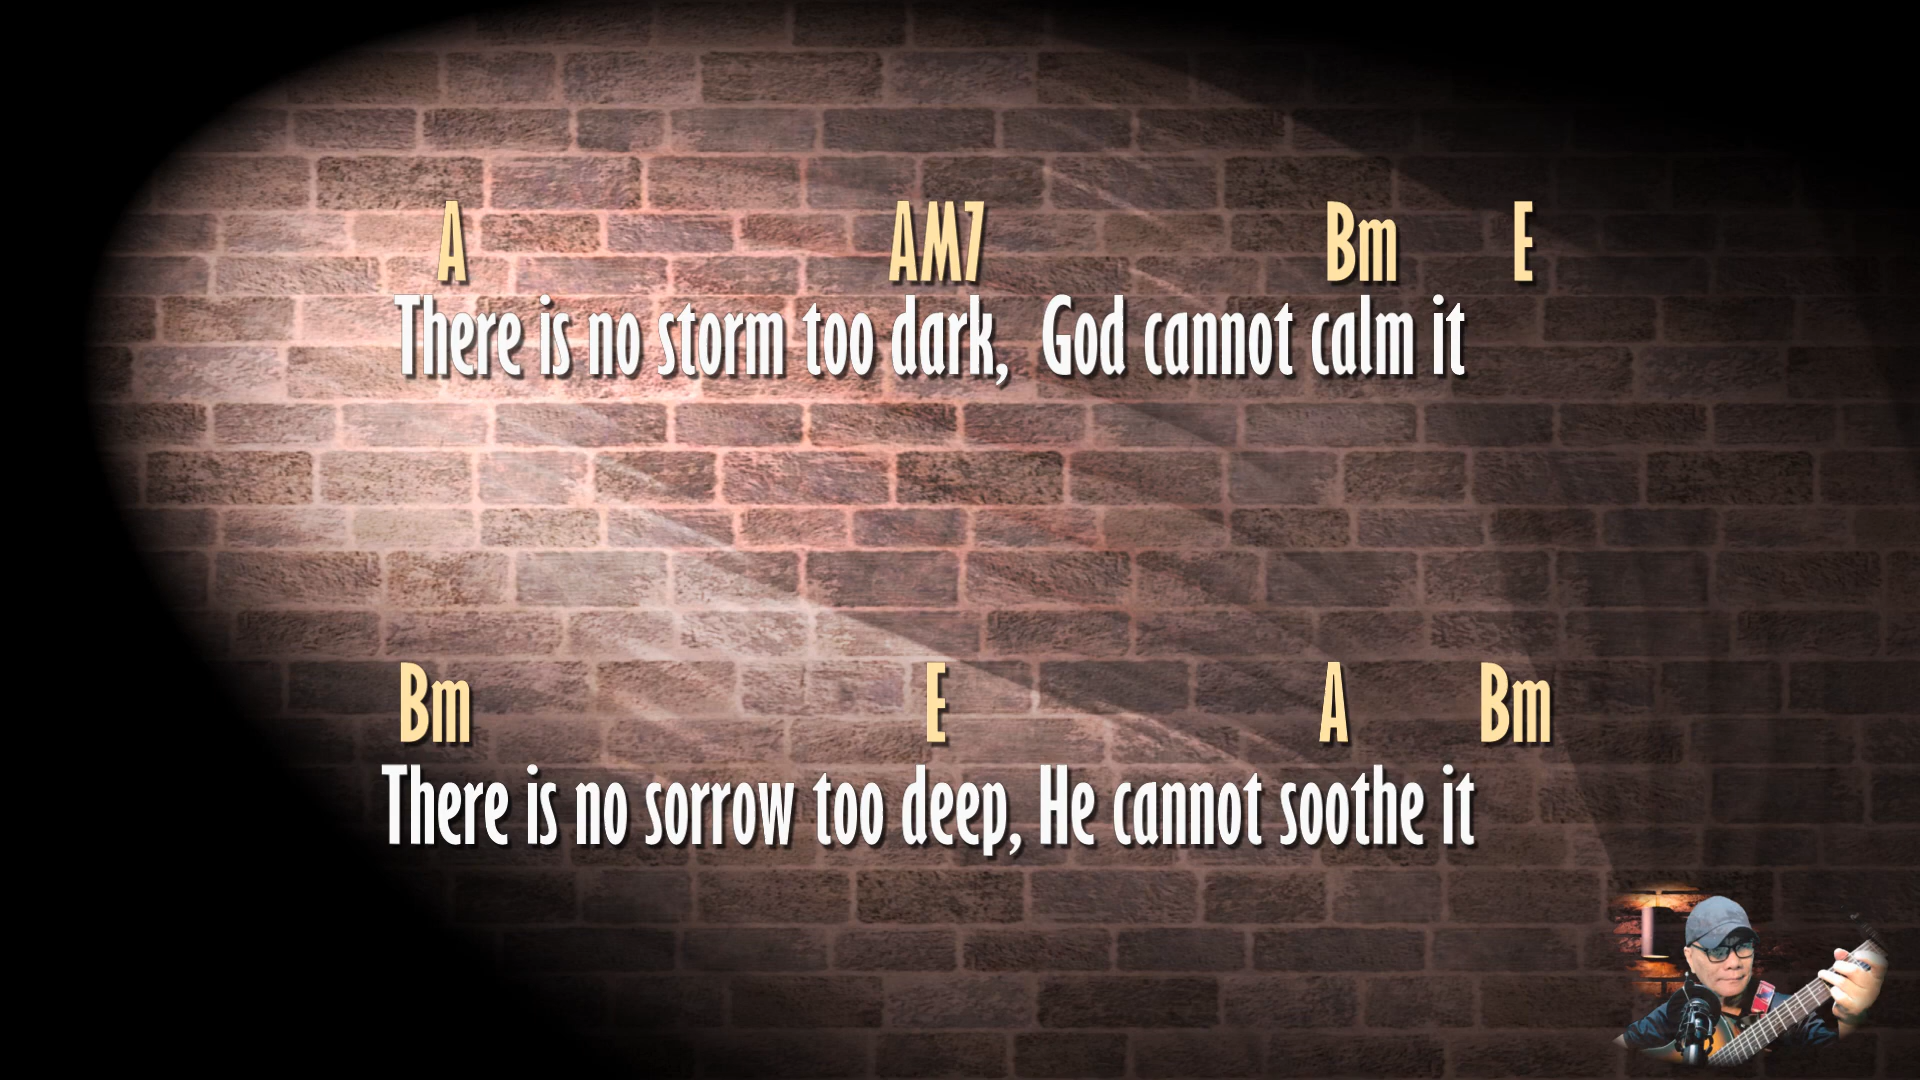 A AM7 Bm E
There is no storm too dark, God cannot calm it
Bm E A Bm
There is no sorrow too deep, He cannot soothe it